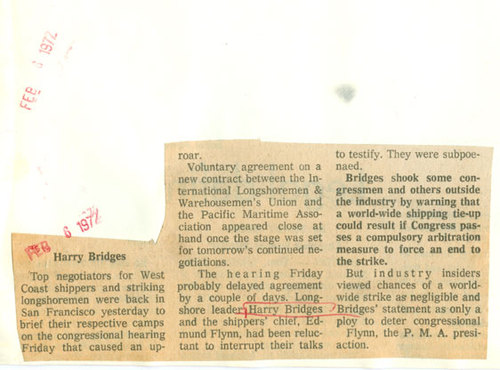 FEB 6 1972
FEB 6 1972
Harry Bridges
Top negotiators for West
Coast shippers and striking
longshoremen were back in
San Francisco yesterday to
brief their respective camps
on the congressional hearing
Friday that caused an up-
roar.
Voluntary agreement on a
new contract between the In-
ternational Longshoremen &
Warehousemen's Union and
the Pacific Maritime Asso-
ciation appeared close at
hand once the stage was set
for tomorrow's continued ne-
gotiations.
The hearing Friday
probably delayed agreement
by a couple of days. Long-
shore leader Harry Bridges
and the shippers' chief, Ed-
mund Flynn, had been reluc-
tant to interrupt their talks
to testify. They were subpoe-
naed.
Bridges shook some con-
gressmen and others outside
the industry by warning that
a world-wide shipping tie-up
could result if Congress pas-
ses a compulsory arbitration
measure to force an end to
the strike.
But industry insiders
viewed chances of a world-
wide strike as negligible and
Bridges' statement as only a
ploy to deter congressional
Flynn, the P. M. A. presi-
action.